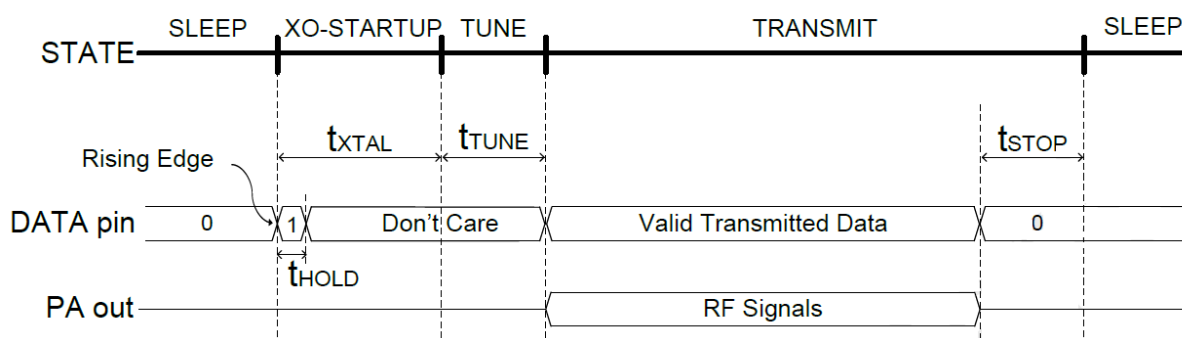 SLEEP XO-STARTUP TUNE TRANSMIT SLEEP
STATE
tXTAL tTUNE tSTOP
Rising Edge
DATA pin 0 1 Don't Care Valid Transmitted Data 0
tHOLD
PA out RF Signals